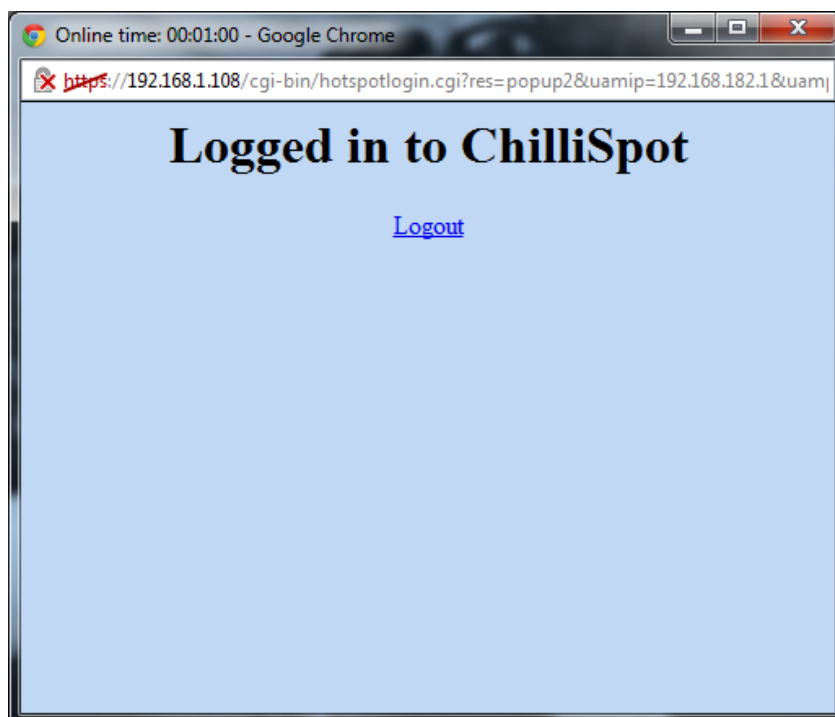 Online time: 00:01:00 - Google Chrome
https://192.168.1.108/cgi-bin/hotspotlogin.cgi?res=popup2&uamip=192.168.182.1&uamp
Logged in to ChilliSpot
Logout